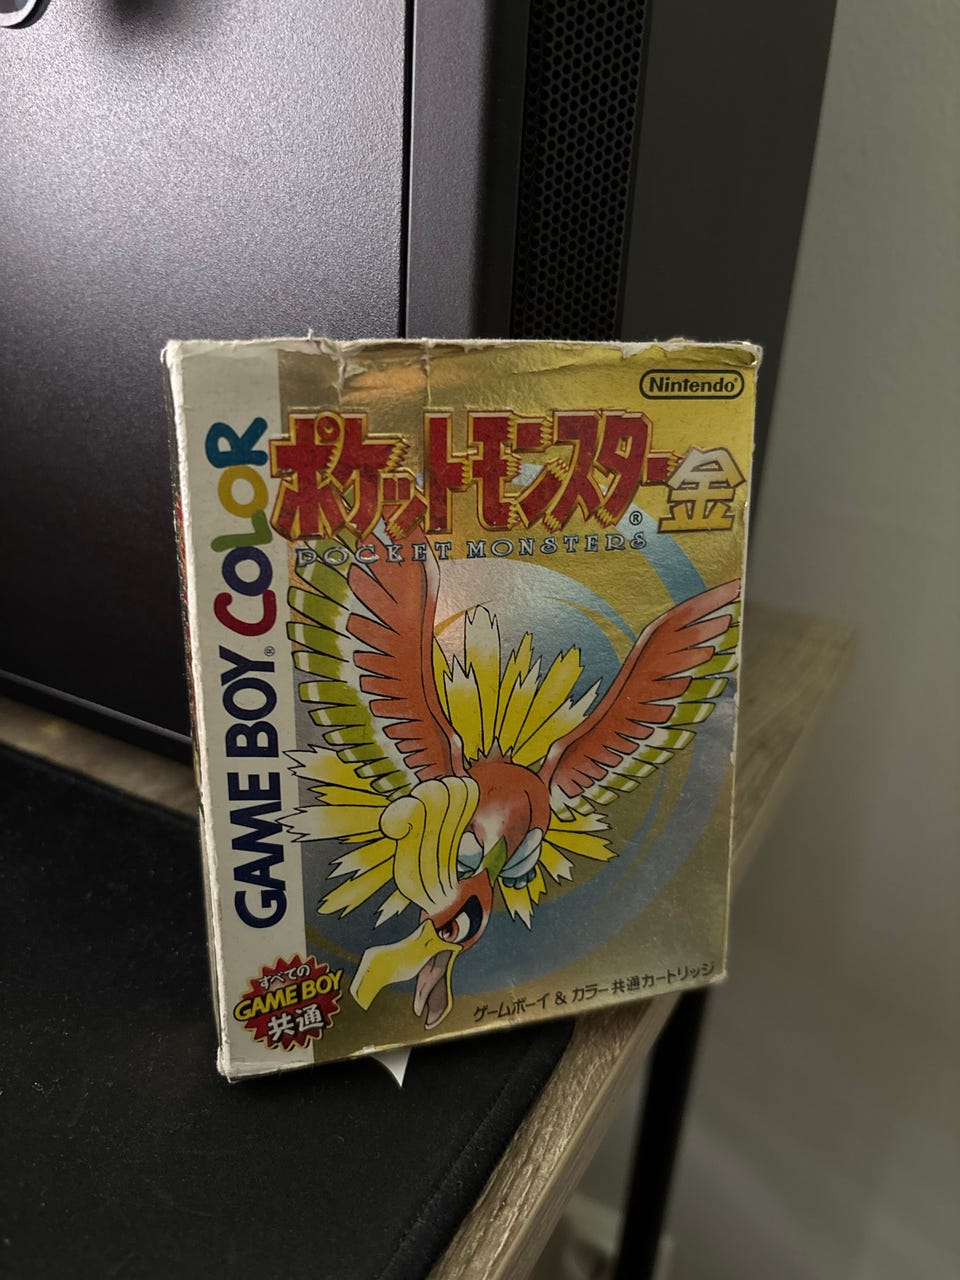 Nintendo®
ポケットモンスター金
®
POCKET MONSTERS
GAME BOY COLOR
®
すべての
GAME BOY
共通
ゲームボーイ & カラー共通カートリッジ